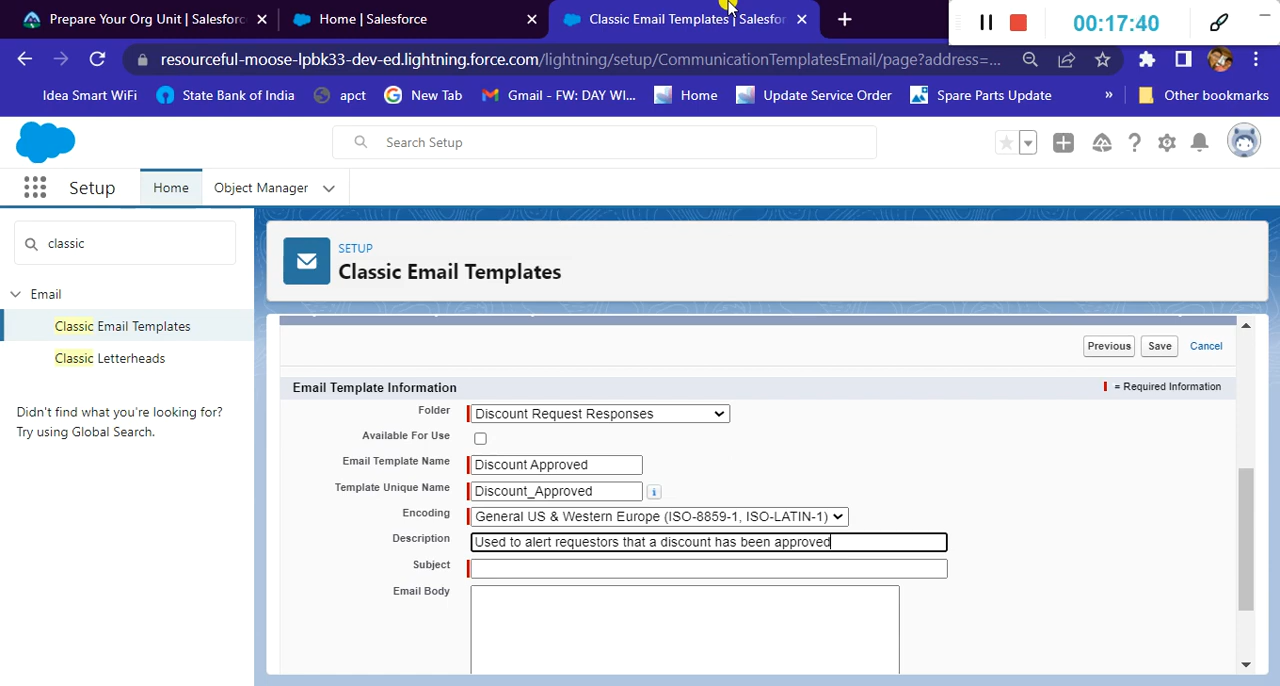 Prepare Your Org Unit | Salesforc
Home | Salesforce
Classic Email Templates | Salesfor
00:17:40
resourceful-moose-lpbk33-dev-ed.lightning.force.com/lightning/setup/CommunicationTemplatesEmail/page?address=...
Idea Smart WiFi
State Bank of India
apct
New Tab
Gmail - FW: DAY WI...
Home
Update Service Order
Spare Parts Update
»
Other bookmarks
Search Setup
Setup
Home
Object Manager
classic
SETUP
Classic Email Templates
Email
Classic Email Templates
Classic Letterheads
Didn't find what you're looking for?
Try using Global Search.
Previous
Save
Cancel
Email Template Information
= Required Information
Folder
Discount Request Responses
Available For Use
Email Template Name
Discount Approved
Template Unique Name
Discount_Approved
Encoding
General US & Western Europe (ISO-8859-1, ISO-LATIN-1)
Description
Used to alert requestors that a discount has been approved
Subject
Email Body